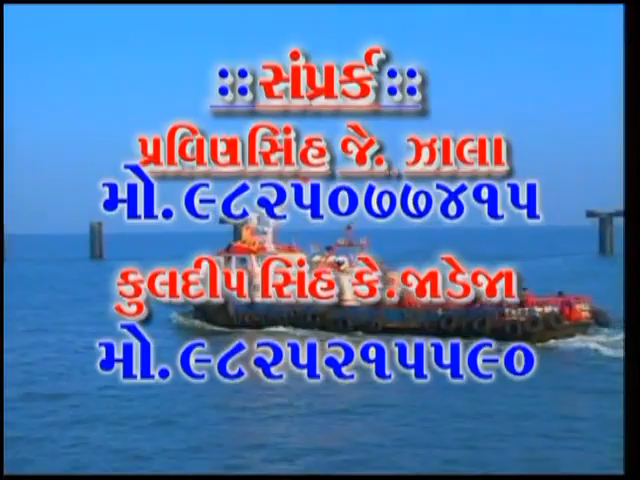 :: સંપ્રર્ક ::
પ્રવિણસિંહ જે. ઝાલા
મો. ૯૮૨૫૦૭૭૪૧૫
કુલદીપ સિંહ કે.જાડેજા
મો. ૯૮૨૫૨૧૫૫૯૦